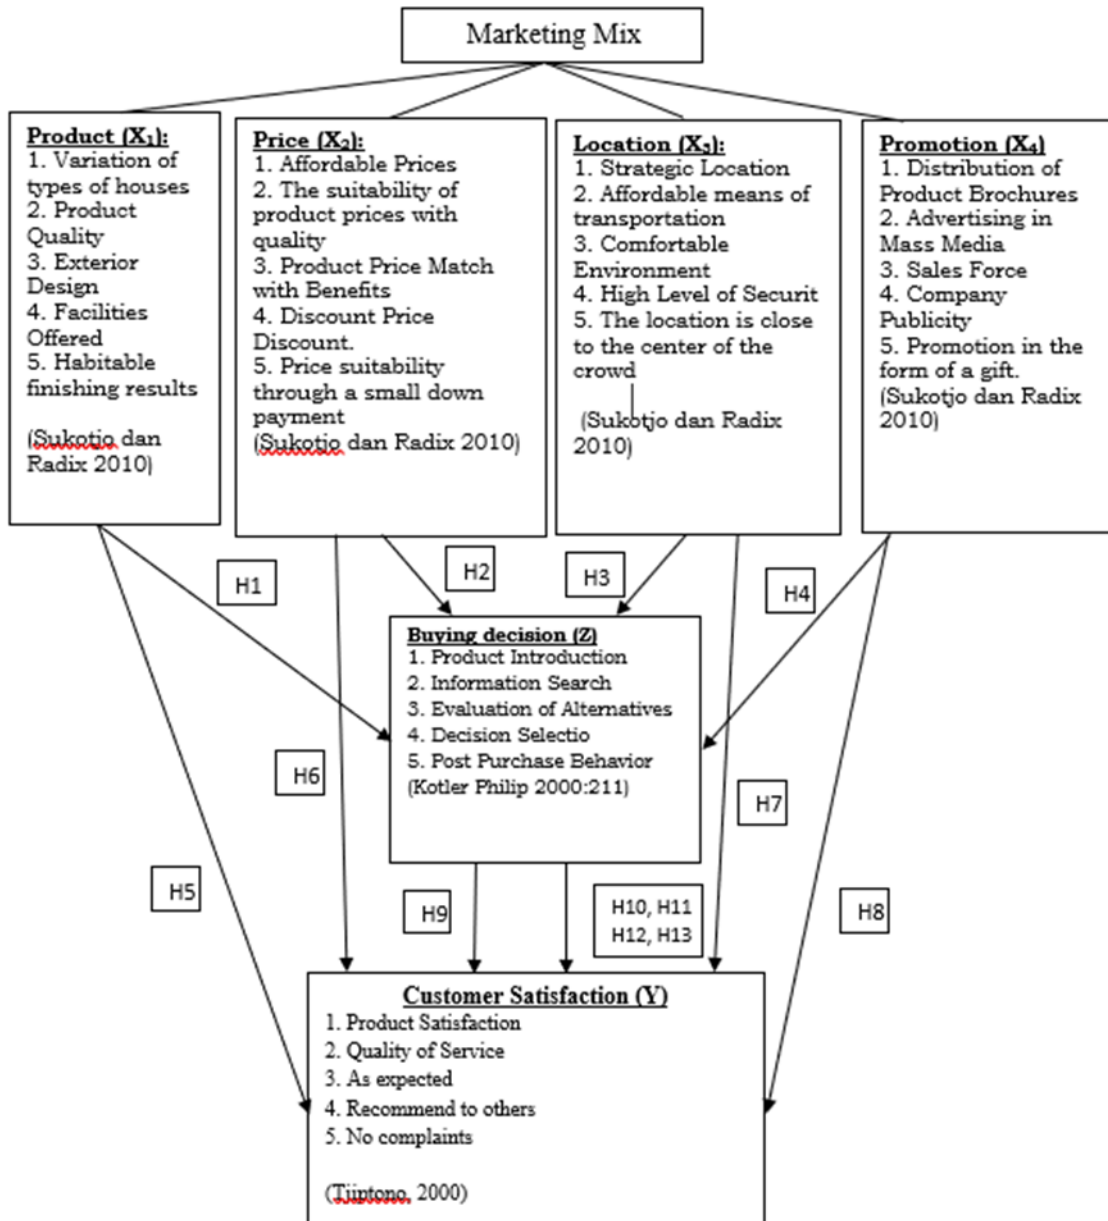 Marketing Mix
Product (X₁):
1. Variation of
types of houses
2. Product
Quality
3. Exterior
Design
4. Facilities
Offered
5. Habitable
finishing results
(Sukotjo dan
Radix 2010)
Price (X₂):
1. Affordable Prices
2. The suitability of
product prices with
quality
3. Product Price Match
with Benefits
4. Discount Price
Discount.
5. Price suitability
through a small down
payment
(Sukotjo dan Radix 2010)
Location (X₃):
1. Strategic Location
2. Affordable means of
transportation
3. Comfortable
Environment
4. High Level of Securit
5. The location is close
to the center of the
crowd
(Sukotjo dan Radix
2010)
Promotion (X₄)
1. Distribution of
Product Brochures
2. Advertising in
Mass Media
3. Sales Force
4. Company
Publicity
5. Promotion in the
form of a gift.
(Sukotjo dan Radix
2010)
H1
H2
H3
H4
Buying decision (Z)
1. Product Introduction
2. Information Search
3. Evaluation of Alternatives
4. Decision Selectio
5. Post Purchase Behavior
(Kotler Philip 2000:211)
H6
H7
H5
H9
H10, H11
H12, H13
H8
Customer Satisfaction (Y)
1. Product Satisfaction
2. Quality of Service
3. As expected
4. Recommend to others
5. No complaints
(Tjiptono, 2000)